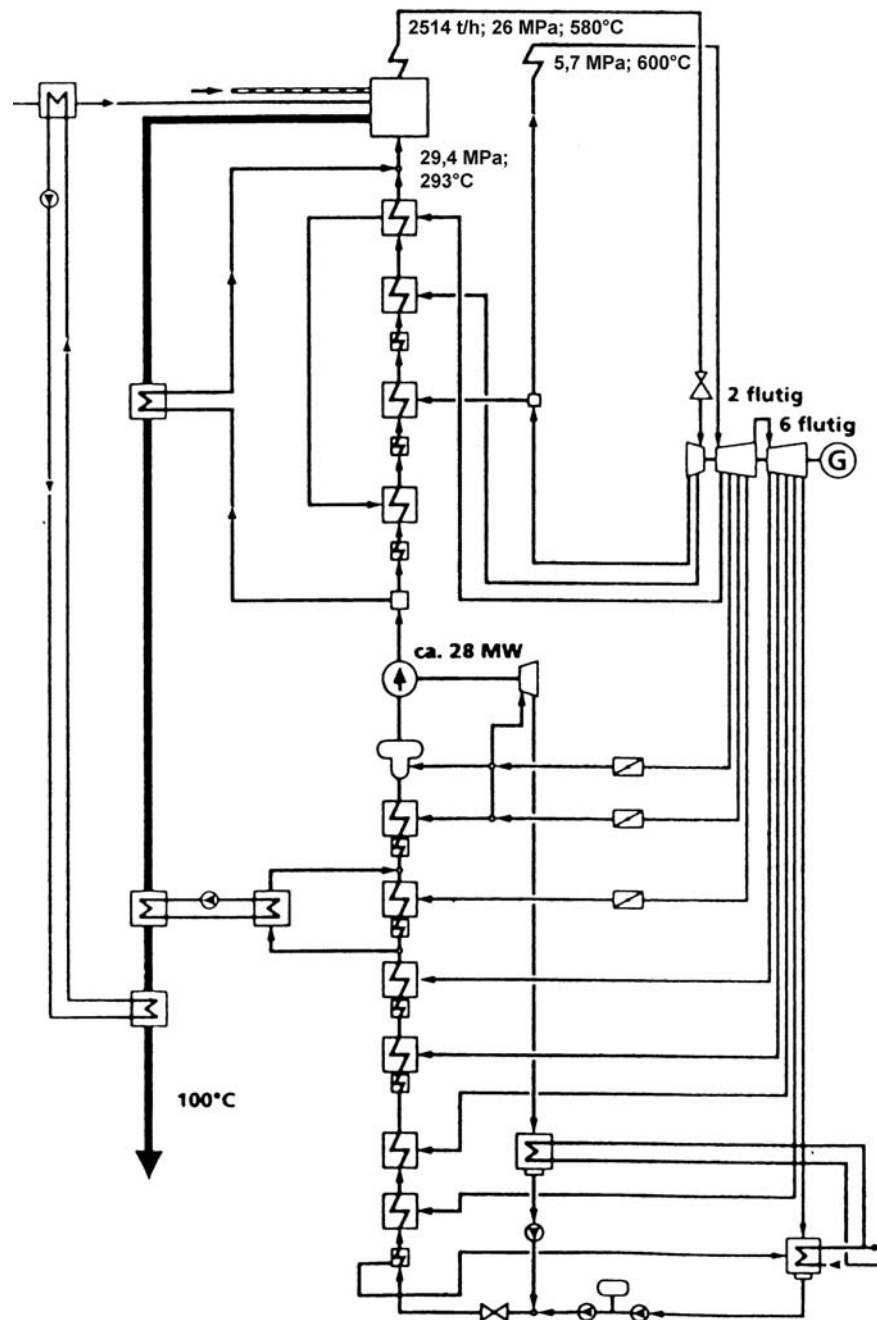 2514 t/h; 26 MPa; 580°C
5,7 MPa; 600°C
29,4 MPa;
293°C
2 flutig
6 flutig
G
ca. 28 MW
100°C